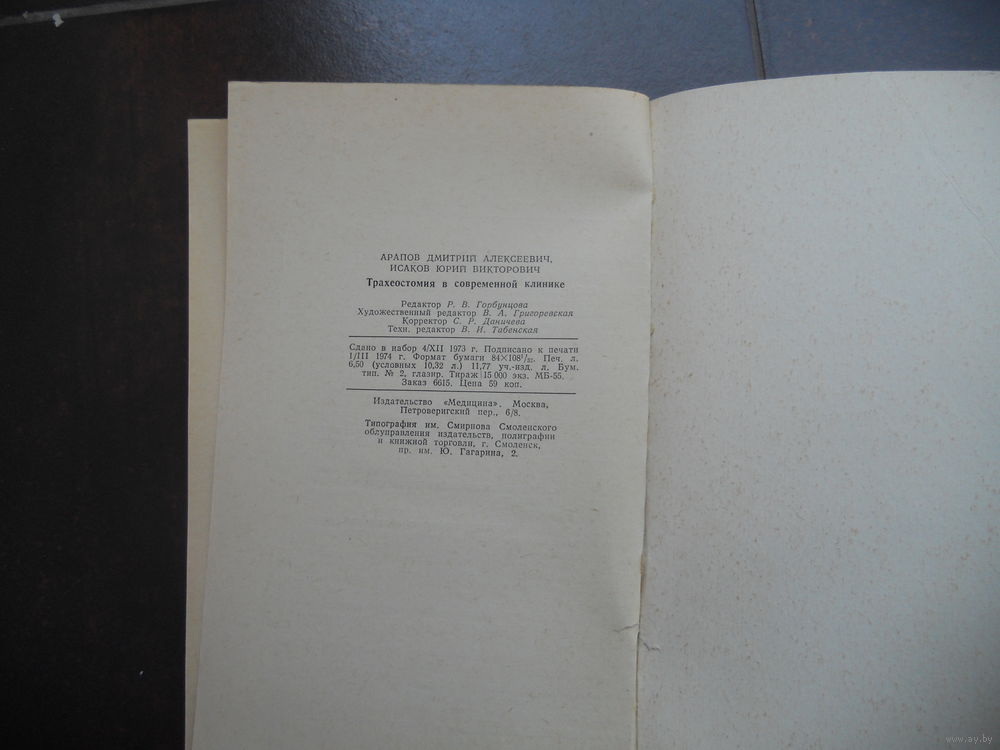 АРАПОВ ДМИТРИЙ АЛЕКСЕЕВИЧ,
ИСАКОВ ЮРИЙ ВИКТОРОВИЧ
Трахеостомия в современной клинике
Редактор Р. В. Горбунцова
Художественный редактор В. А. Григоревская
Корректор С. Р. Даничева
Техн. редактор В. И. Табенская
Сдано в набор 4/XII 1973 г. Подписано к печати
1/III 1974 г. Формат бумаги 84×108¹/₃₂. Печ. л.
6,50 (условных 10,32 л.) 11,77 уч.-изд. л. Бум.
тип. № 2, глазир. Тираж 15 000 экз. МБ-55.
Заказ 6615. Цена 59 коп.
Издательство «Медицина». Москва,
Петроверигский пер., 6/8.
Типография им. Смирнова Смоленского
облуправления издательств, полиграфии
и книжной торговли, г. Смоленск,
пр. им. Ю. Гагарина, 2.
www.ay.by